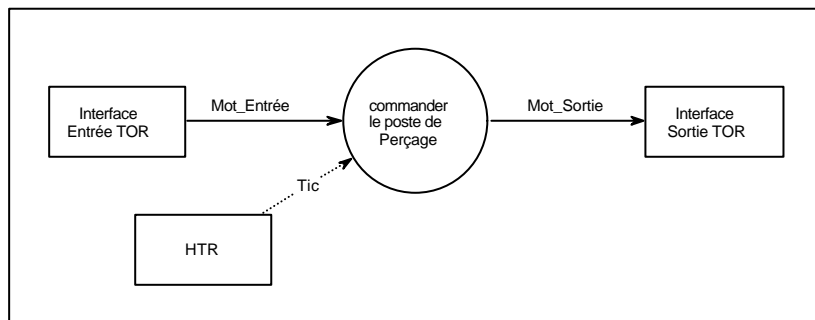 Interface
Entrée TOR
Mot_Entrée
commander
le poste de
Perçage
Mot_Sortie
Interface
Sortie TOR
Tic
HTR